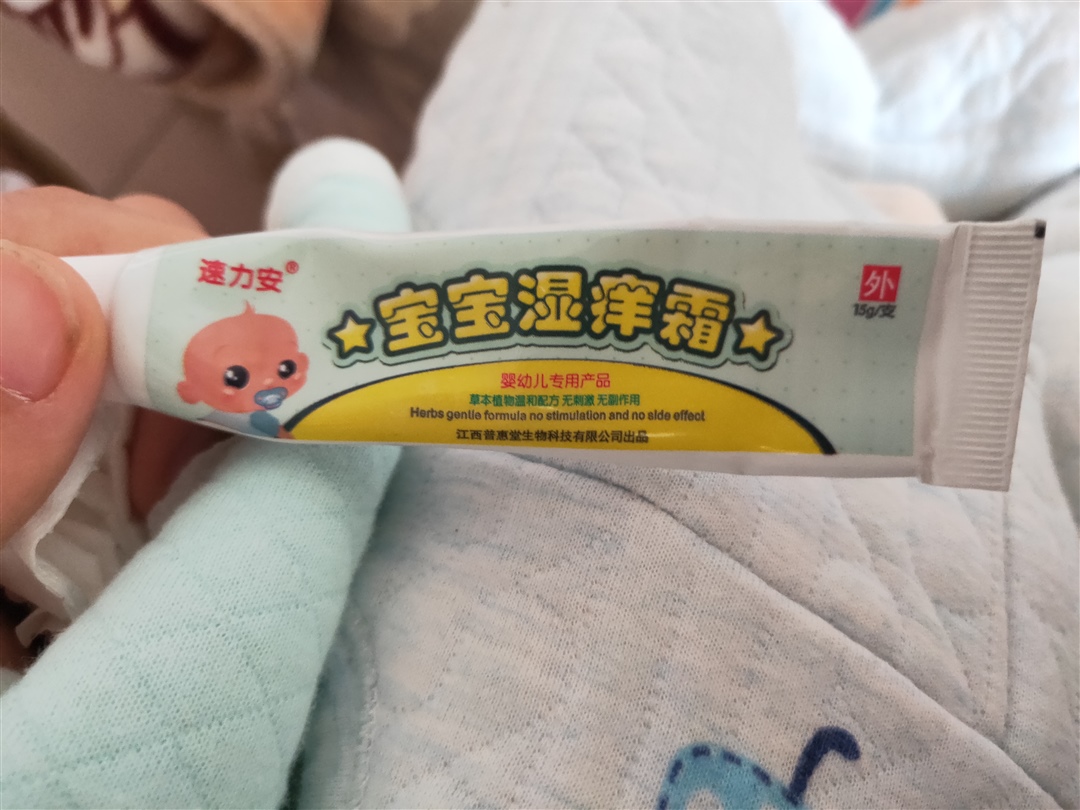 速力安®
宝宝湿痒霜
外
15g/支
婴幼儿专用产品
草本植物温和配方 无刺激 无副作用
Herbs gentle formula no stimulation and no side effect
江西普惠堂生物科技有限公司出品